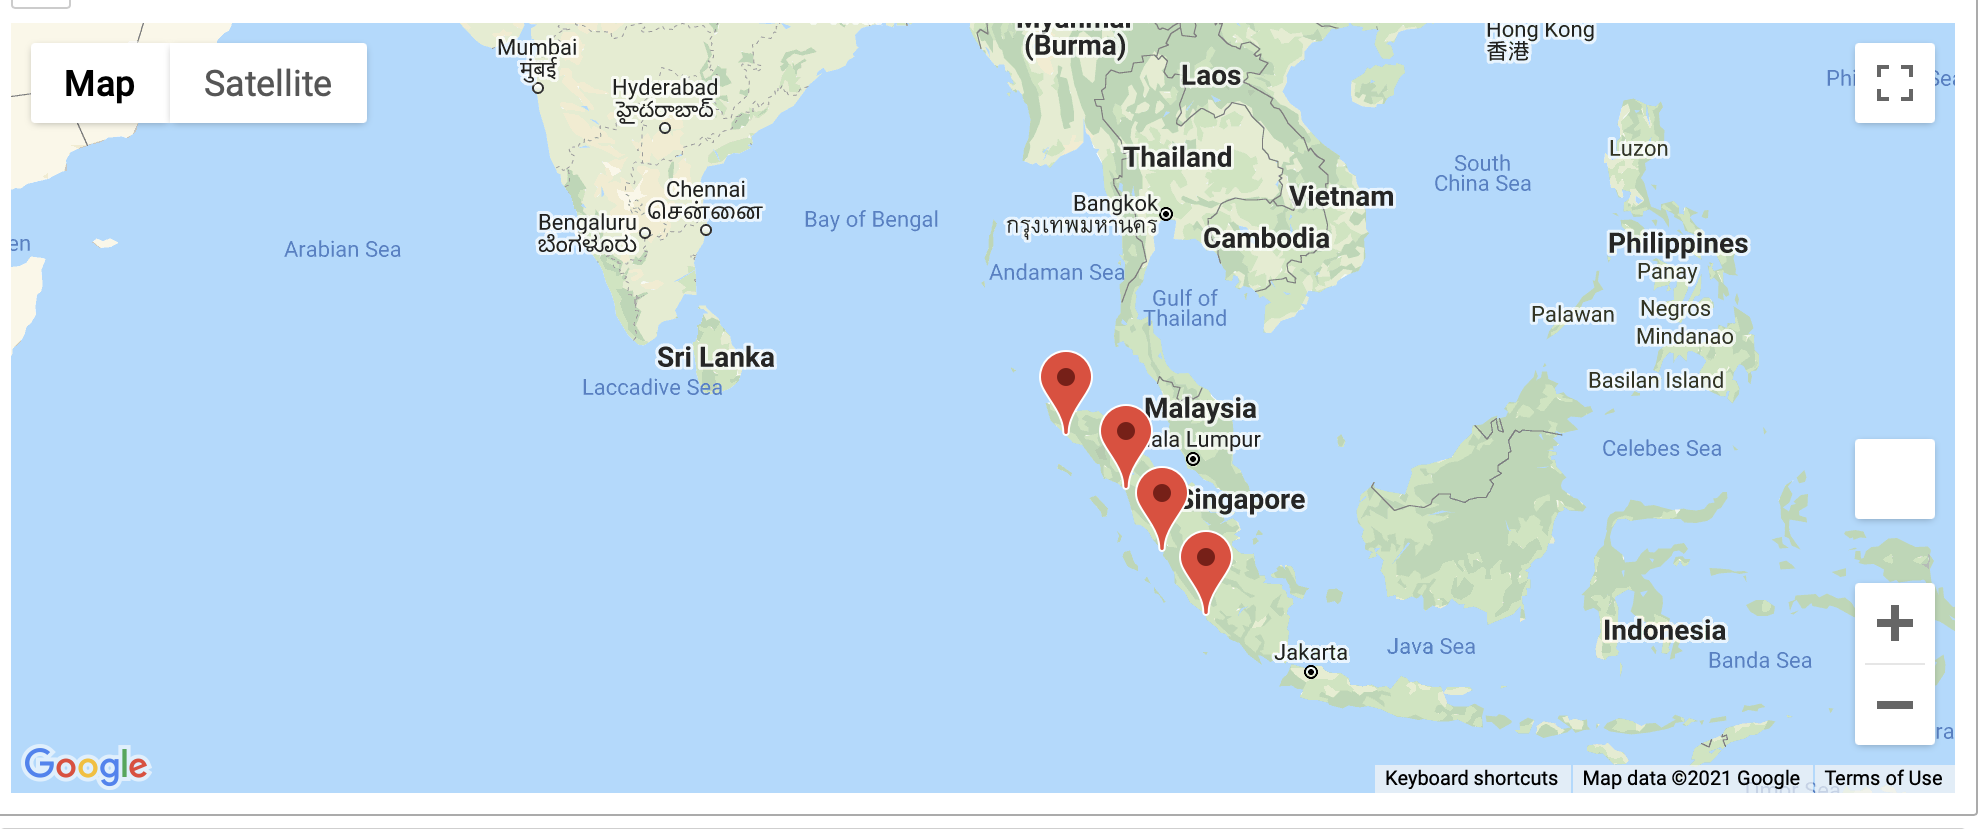 Map
Satellite
Mumbai
मुंबई
Hyderabad
హైదరాబాద్
Chennai
சென்னை
Bengaluru
ಬೆಂಗಳೂರು
Arabian Sea
Bay of Bengal
Sri Lanka
Laccadive Sea
Myanmar
(Burma)
Laos
Thailand
Bangkok
กรุงเทพมหานคร
Vietnam
Cambodia
Andaman Sea
Gulf of
Thailand
Hong Kong
香港
South
China Sea
Luzon
Philippines
Panay
Palawan
Negros
Mindanao
Basilan Island
Malaysia
ala Lumpur
Singapore
Celebes Sea
Indonesia
Jakarta
Java Sea
Banda Sea
Google
Keyboard shortcuts
Map data ©2021 Google
Terms of Use